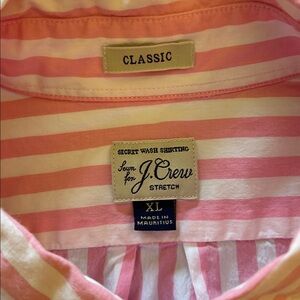 CLASSIC
SECRET WASH SHIRTING
Sewn for J.Crew
STRETCH
XL
MADE IN
MAURITIUS